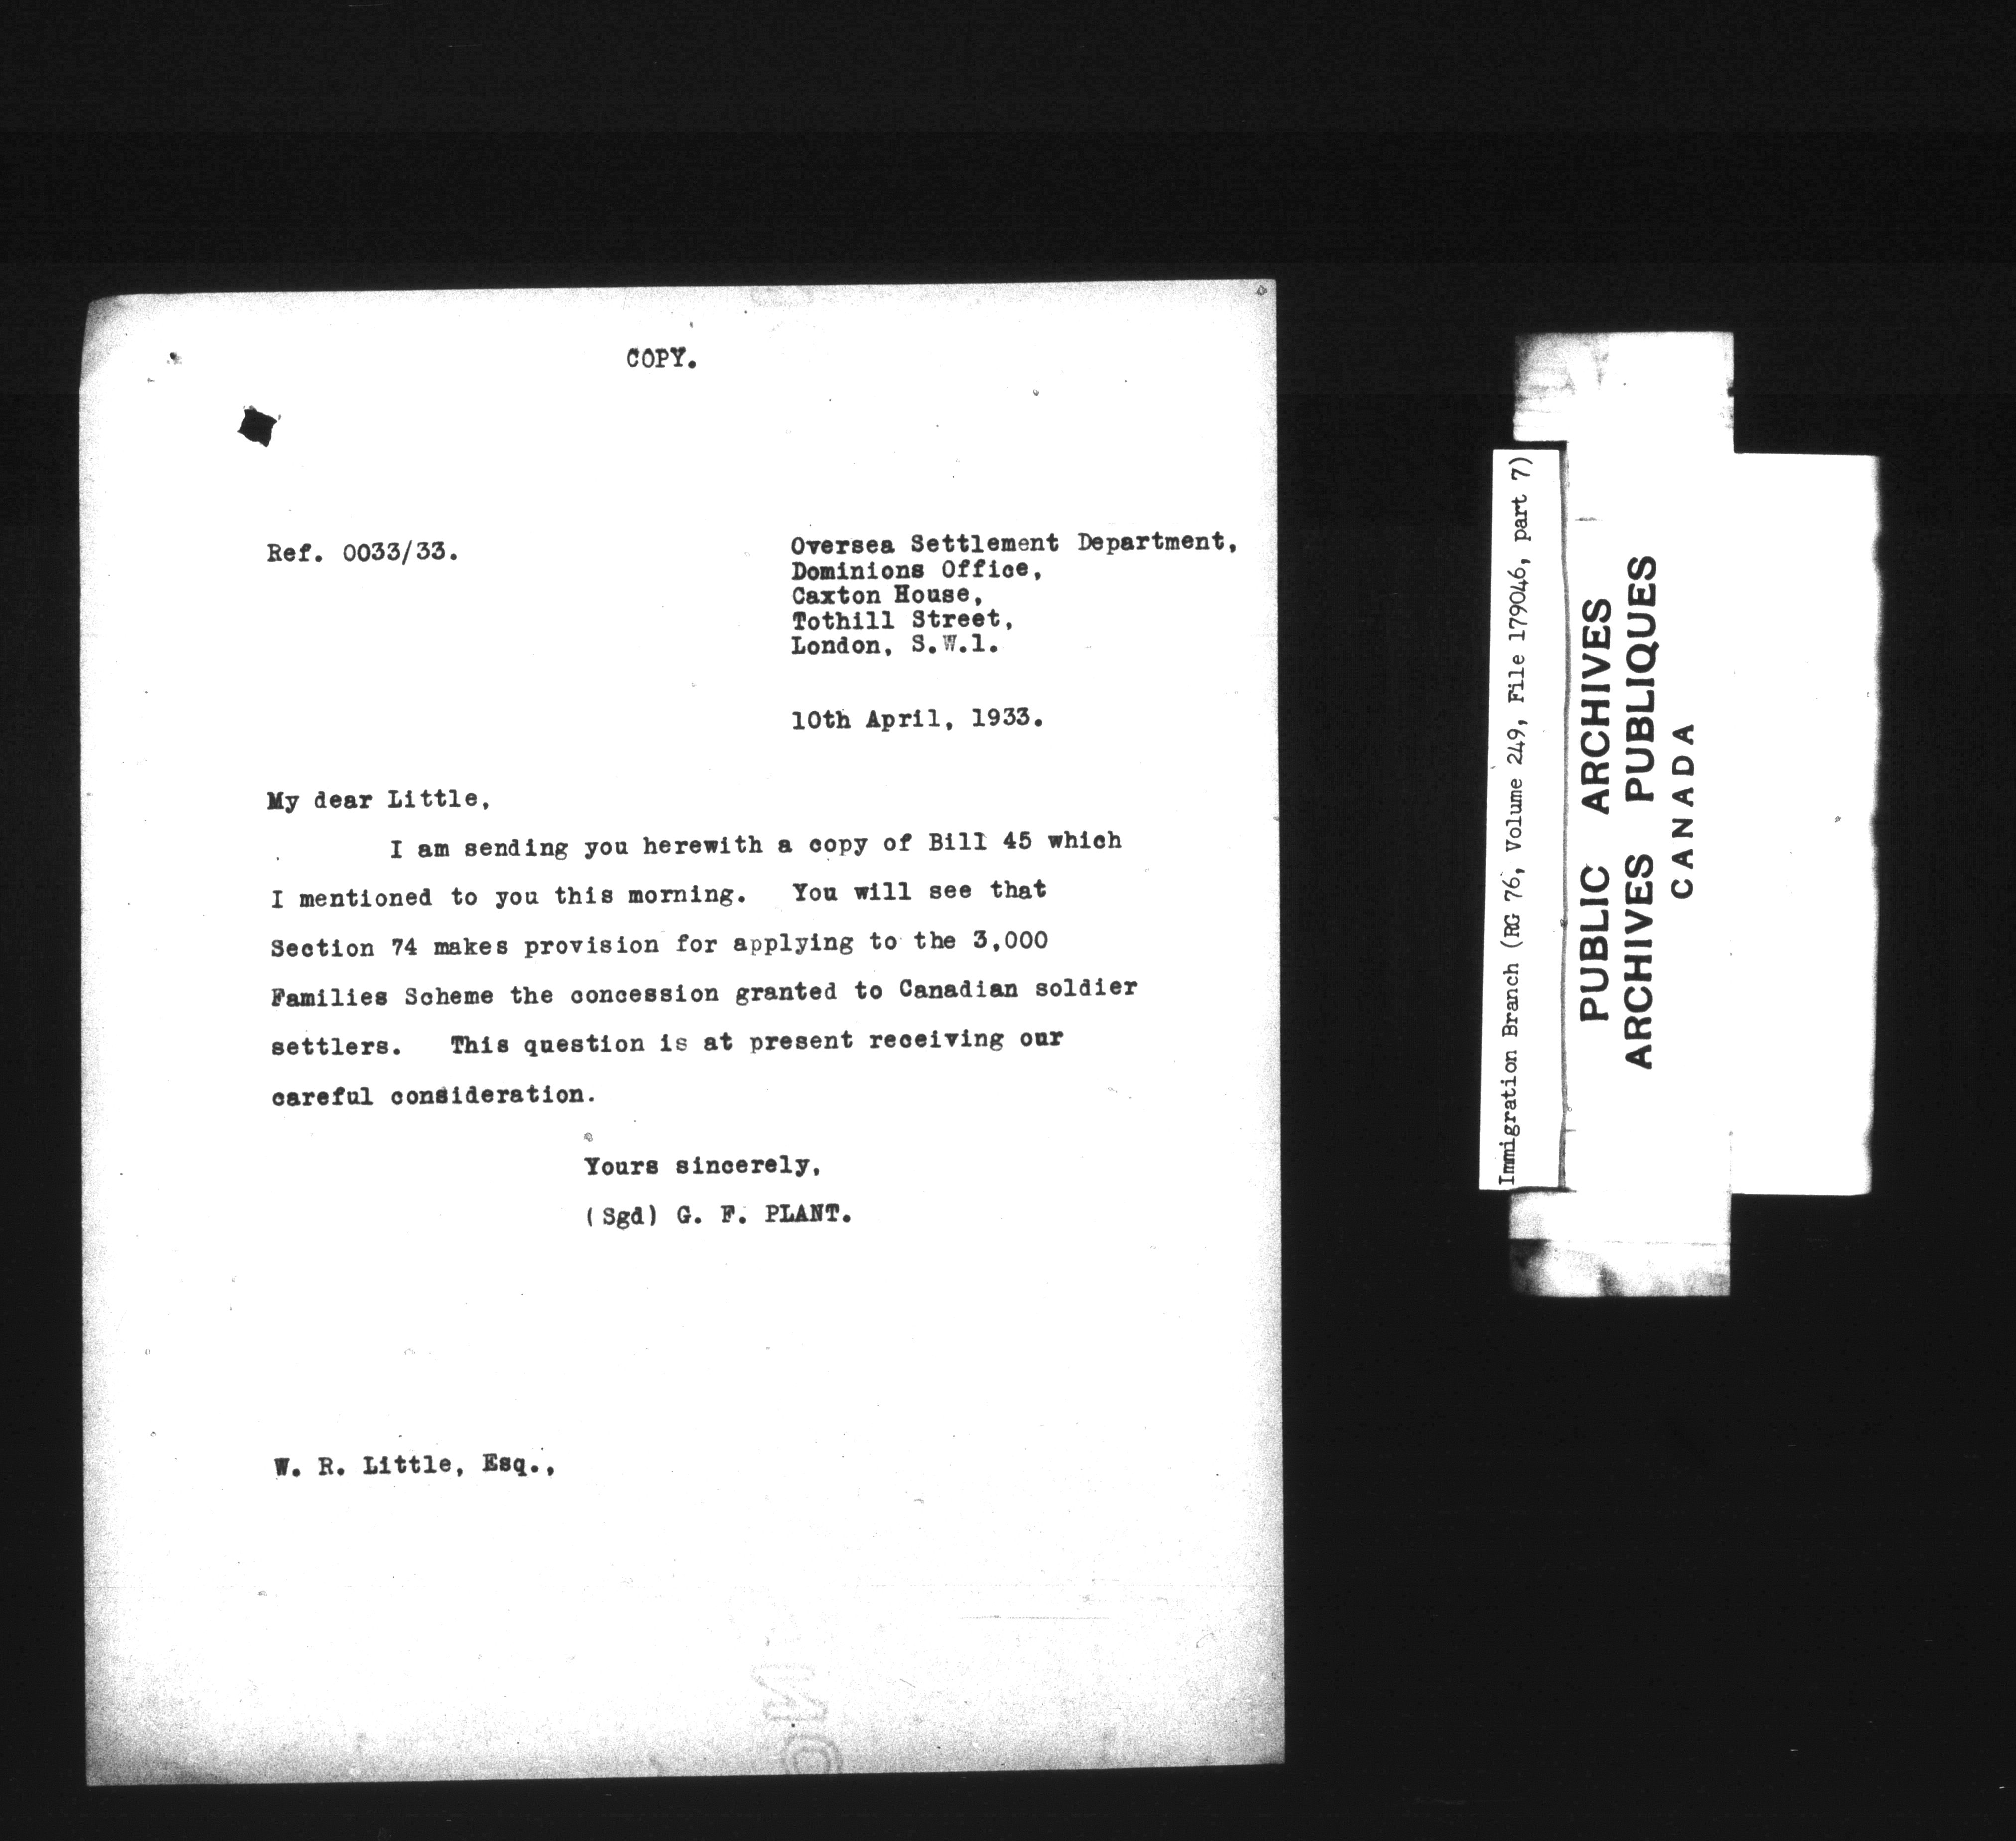 COPY.
Ref. 0033/33.
Oversea Settlement Department,
Dominions Office,
Caxton House,
Tothill Street,
London, S.W.1.
10th April, 1933.
My dear Little,
I am sending you herewith a copy of Bill 45 which
I mentioned to you this morning. You will see that
Section 74 makes provision for applying to the 3,000
Families Scheme the concession granted to Canadian soldier
settlers. This question is at present receiving our
careful consideration.
Yours sincerely,
(Sgd) G. F. PLANT.
W. R. Little, Esq.,
Immigration Branch (RG 76, Volume 249, File 179046, part 7)
PUBLIC ARCHIVES
ARCHIVES PUBLIQUES
CANADA